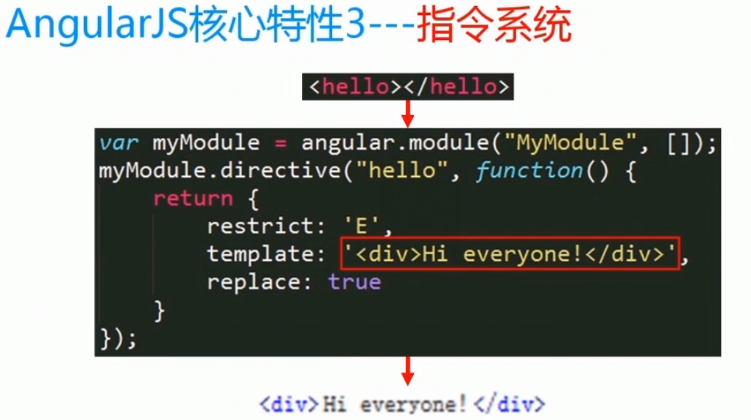 AngularJS核心特性3---指令系统
<hello></hello>
var myModule = angular.module("MyModule", []);
myModule.directive("hello", function() {
    return {
        restrict: 'E',
        template: '<div>Hi everyone!</div>',
        replace: true
    }
});
<div>Hi everyone!</div>